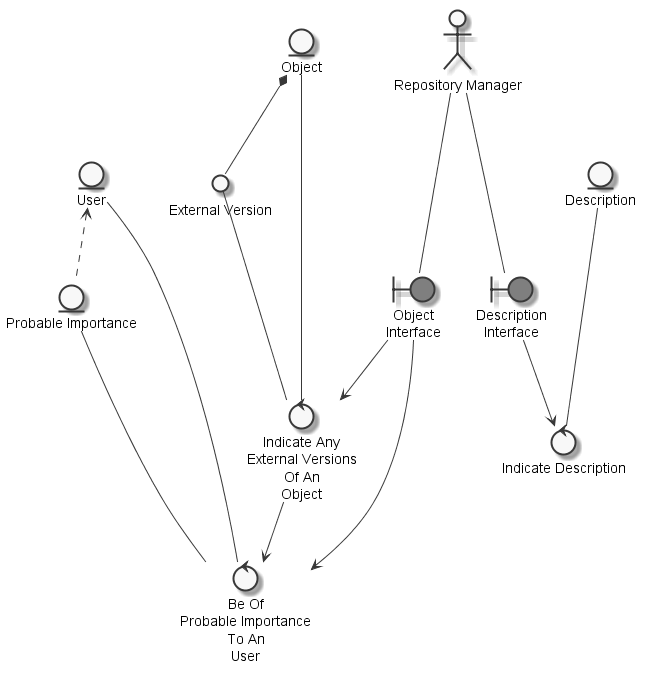 Object
Repository Manager
User
External Version
Description
Probable Importance
Object
Interface
Description
Interface
Indicate Any
External Versions
Of An
Object
Indicate Description
Be Of
Probable Importance
To An
User